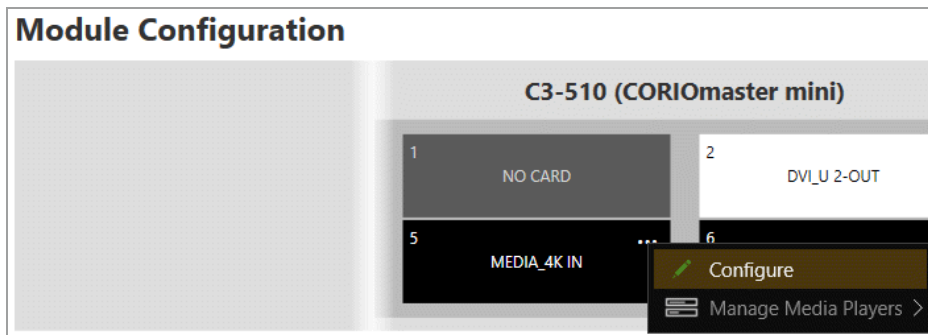 Module Configuration
C3-510 (CORIOmaster mini)
1
NO CARD
2
DVI_U 2-OUT
5
...
MEDIA_4K IN
6
Configure
Manage Media Players >